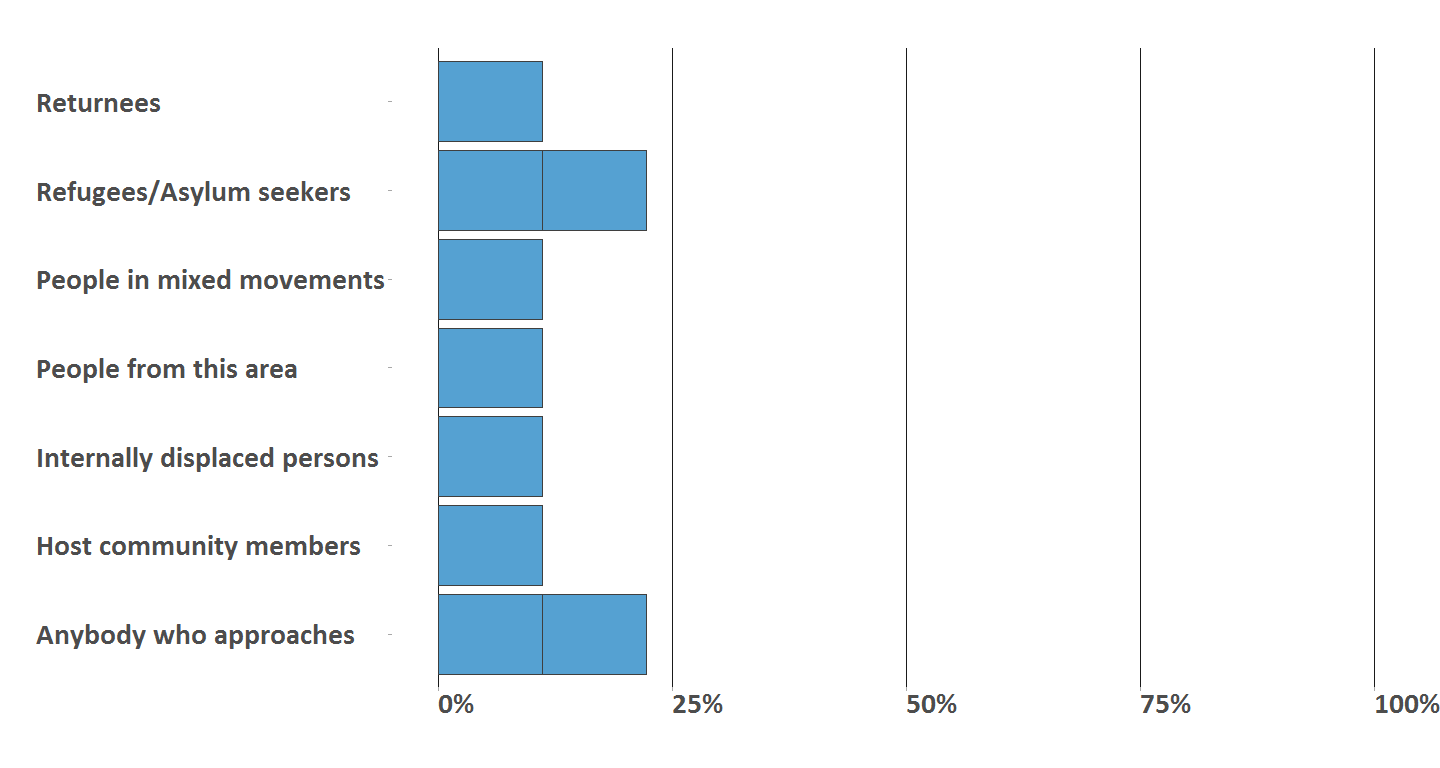 Returnees
Refugees/Asylum seekers
People in mixed movements
People from this area
Internally displaced persons
Host community members
Anybody who approaches
0% 25% 50% 75% 100%